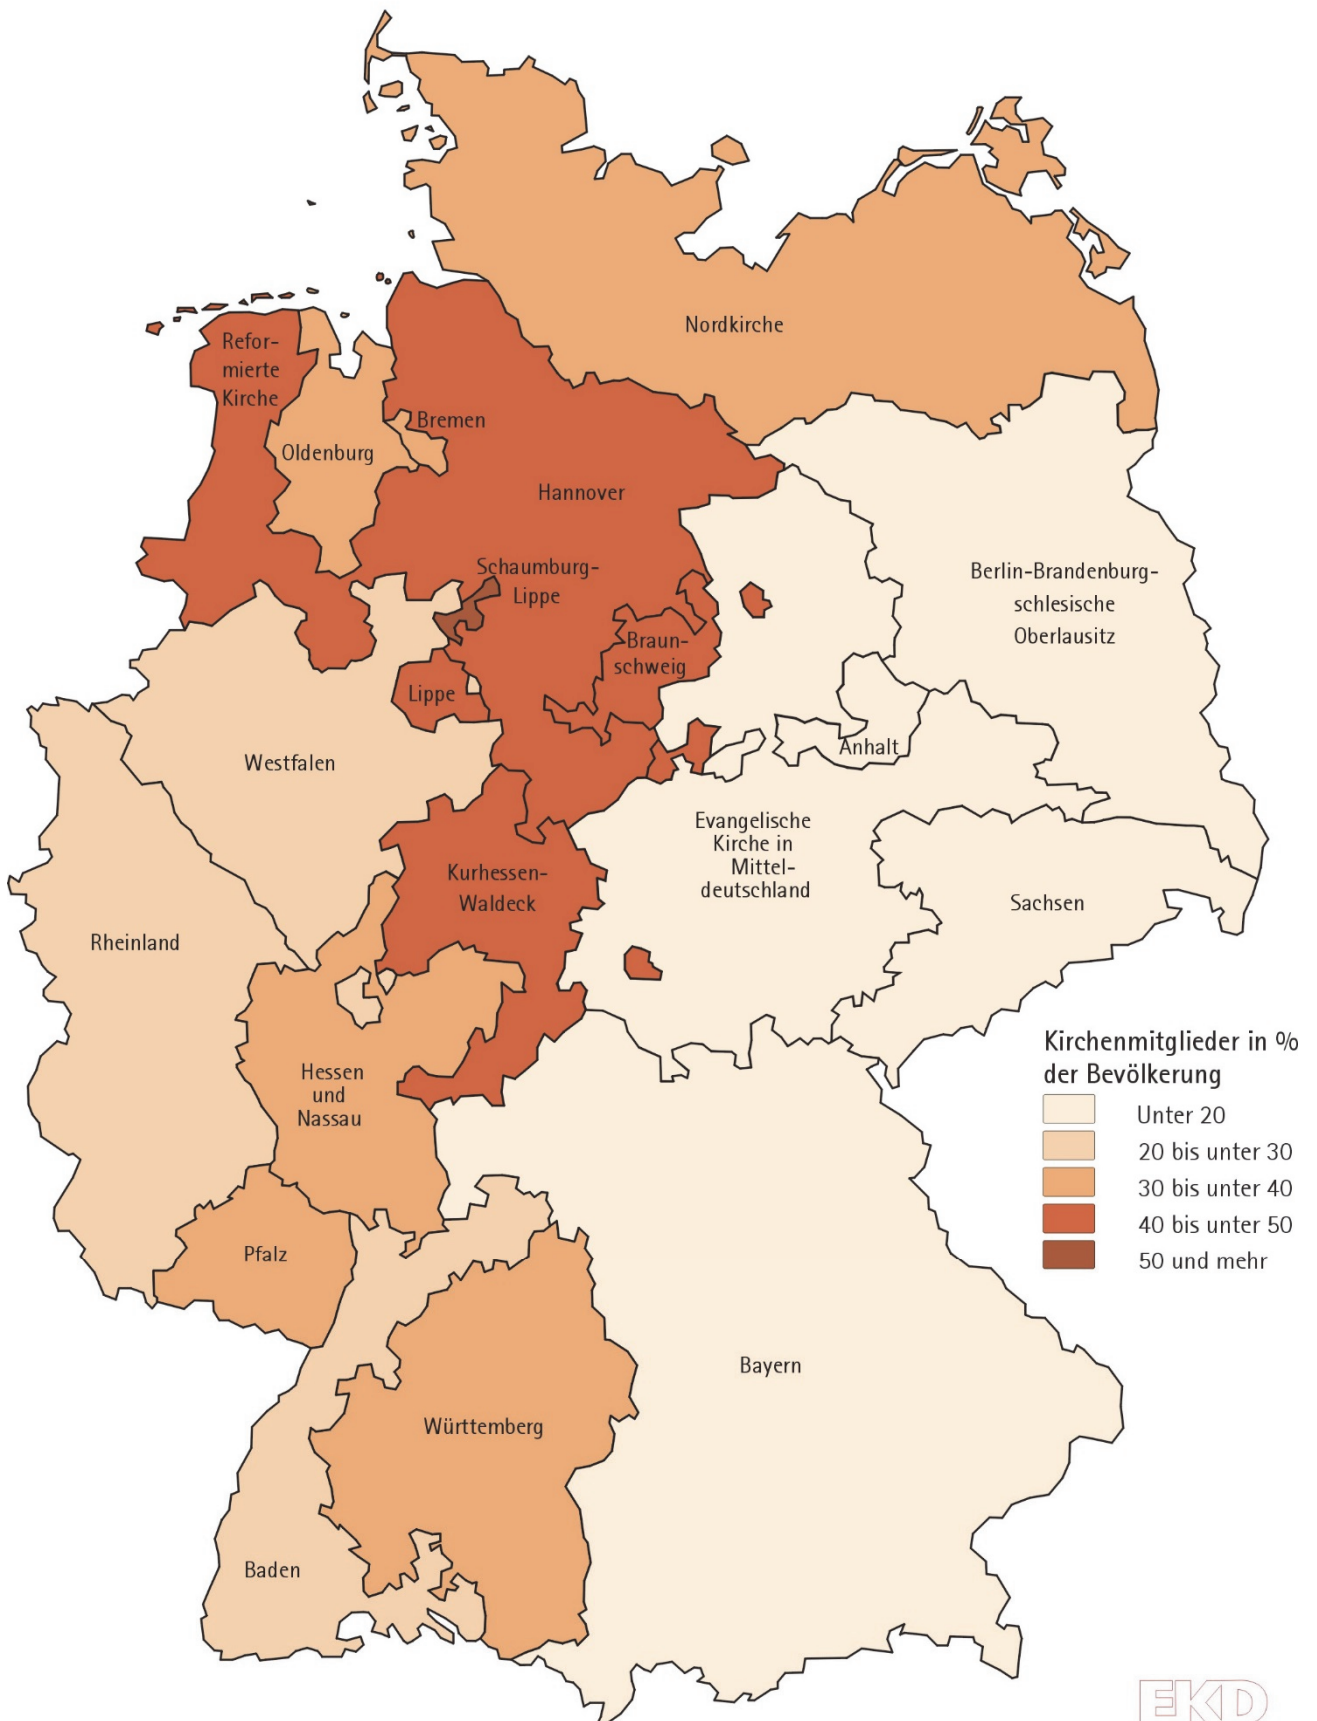 Nordkirche
Refor-
mierte
Kirche
Bremen
Oldenburg
Hannover
Schaumburg-
Lippe
Berlin-Brandenburg-
schlesische
Oberlausitz
Braun-
schweig
Lippe
Anhalt
Westfalen
Evangelische
Kirche in
Mittel-
deutschland
Kurhessen-
Waldeck
Sachsen
Rheinland
Hessen
und
Nassau
Kirchenmitglieder in %
der Bevölkerung
Unter 20
20 bis unter 30
30 bis unter 40
40 bis unter 50
50 und mehr
Pfalz
Bayern
Württemberg
Baden
EKD